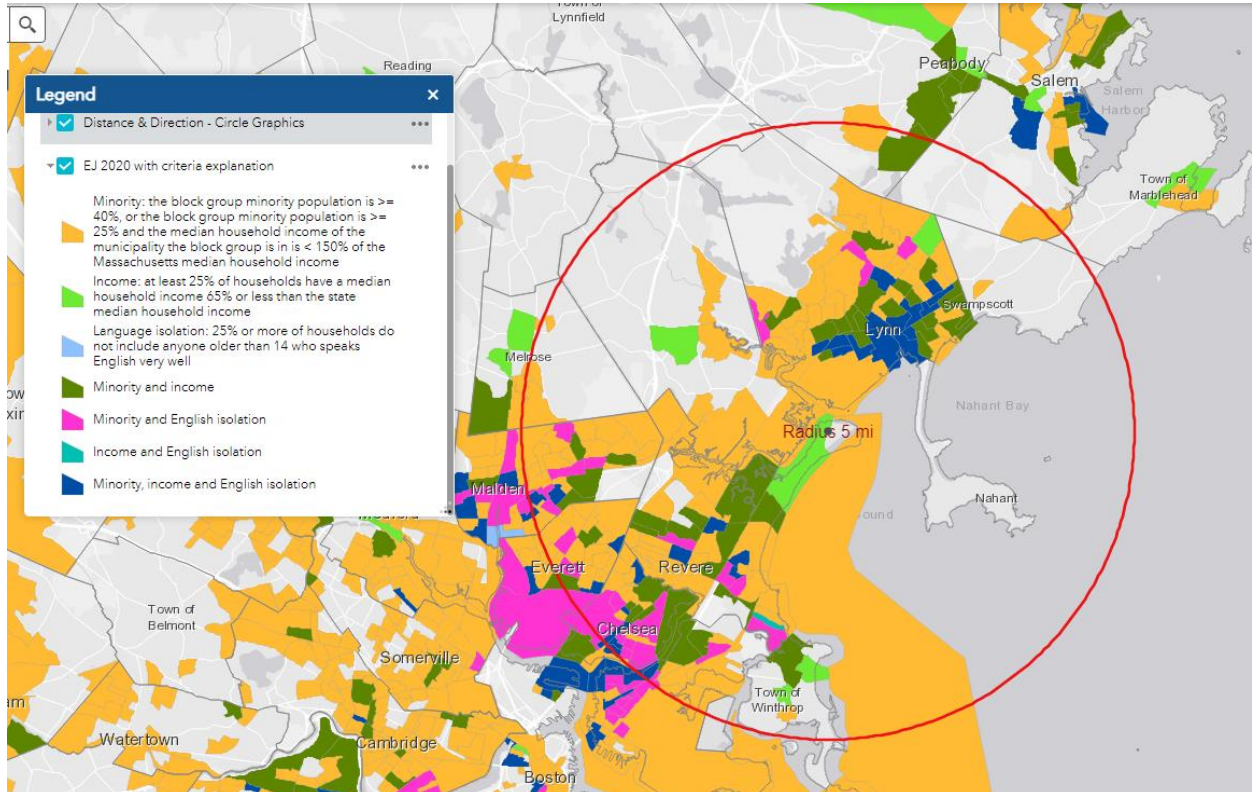 Lynnfield
Reading
Peabody
Salem
Salem
Harbor
Legend ×
Distance & Direction - Circle Graphics •••
EJ 2020 with criteria explanation •••
Minority: the block group minority population is >=
40%, or the block group minority population is >=
25% and the median household income of the
municipality the block group is in is < 150% of the
Massachusetts median household income
Income: at least 25% of households have a median
household income 65% or less than the state
median household income
Language isolation: 25% or more of households do
not include anyone older than 14 who speaks
English very well
Minority and income
Minority and English isolation
Income and English isolation
Minority, income and English isolation
Town of
Marblehead
Swampscott
Lynn
Melrose
Nahant Bay
Radius 5 mi
Malden
Nahant
Everett
Revere
Town of
Belmont
Chelsea
Somerville
Town of
Winthrop
Watertown
Cambridge
Boston